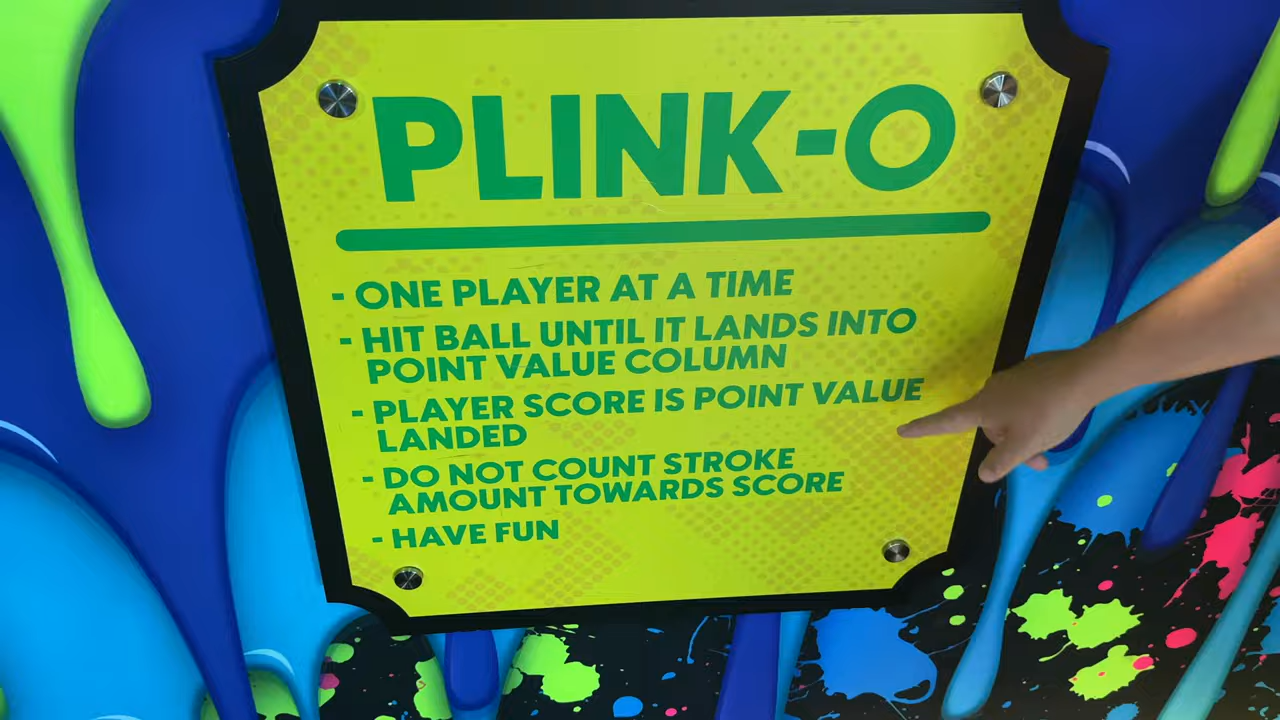 PLINK-O
- ONE PLAYER AT A TIME
- HIT BALL UNTIL IT LANDS INTO
POINT VALUE COLUMN
- PLAYER SCORE IS POINT VALUE
LANDED
- DO NOT COUNT STROKE
AMOUNT TOWARDS SCORE
- HAVE FUN